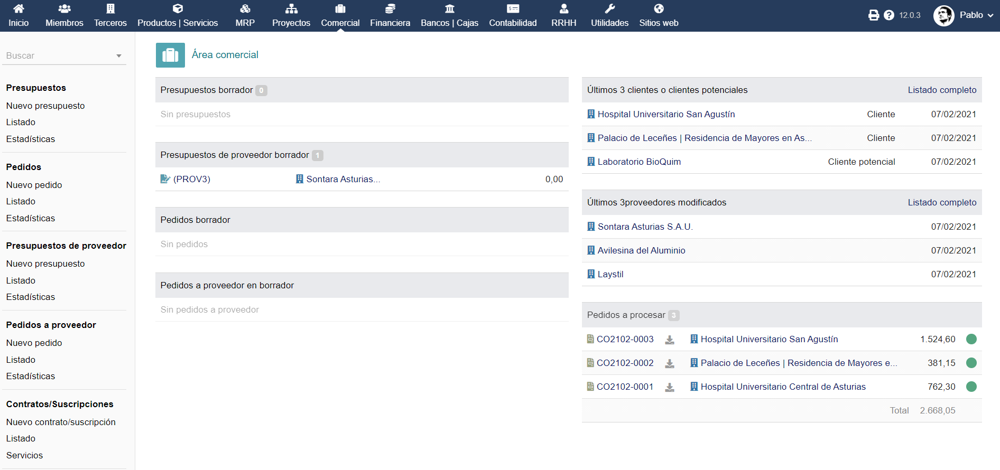 Inicio Miembros Terceros Productos | Servicios MRP Proyectos Comercial Financiera Bancos | Cajas Contabilidad RRHH Utilidades Sitios web 12.0.3 Pablo
Buscar
Presupuestos
Nuevo presupuesto
Listado
Estadísticas
Pedidos
Nuevo pedido
Listado
Estadísticas
Presupuestos de proveedor
Nuevo presupuesto
Listado
Estadísticas
Pedidos a proveedor
Nuevo pedido
Listado
Estadísticas
Contratos/Suscripciones
Nuevo contrato/suscripción
Listado
Servicios
Área comercial
Presupuestos borrador 0
Sin presupuestos
Presupuestos de proveedor borrador 1
(PROV3) Sontara Asturias... 0,00
Pedidos borrador
Sin pedidos
Pedidos a proveedor en borrador
Sin pedidos a proveedor
Últimos 3 clientes o clientes potenciales Listado completo
Hospital Universitario San Agustín Cliente 07/02/2021
Palacio de Leceñes | Residencia de Mayores en As... Cliente 07/02/2021
Laboratorio BioQuim Cliente potencial 07/02/2021
Últimos 3proveedores modificados Listado completo
Sontara Asturias S.A.U. 07/02/2021
Avilesina del Aluminio 07/02/2021
Laystil 07/02/2021
Pedidos a procesar 3
CO2102-0003 Hospital Universitario San Agustín 1.524,60
CO2102-0002 Palacio de Leceñes | Residencia de Mayores e... 381,15
CO2102-0001 Hospital Universitario Central de Asturias 762,30
Total 2.668,05